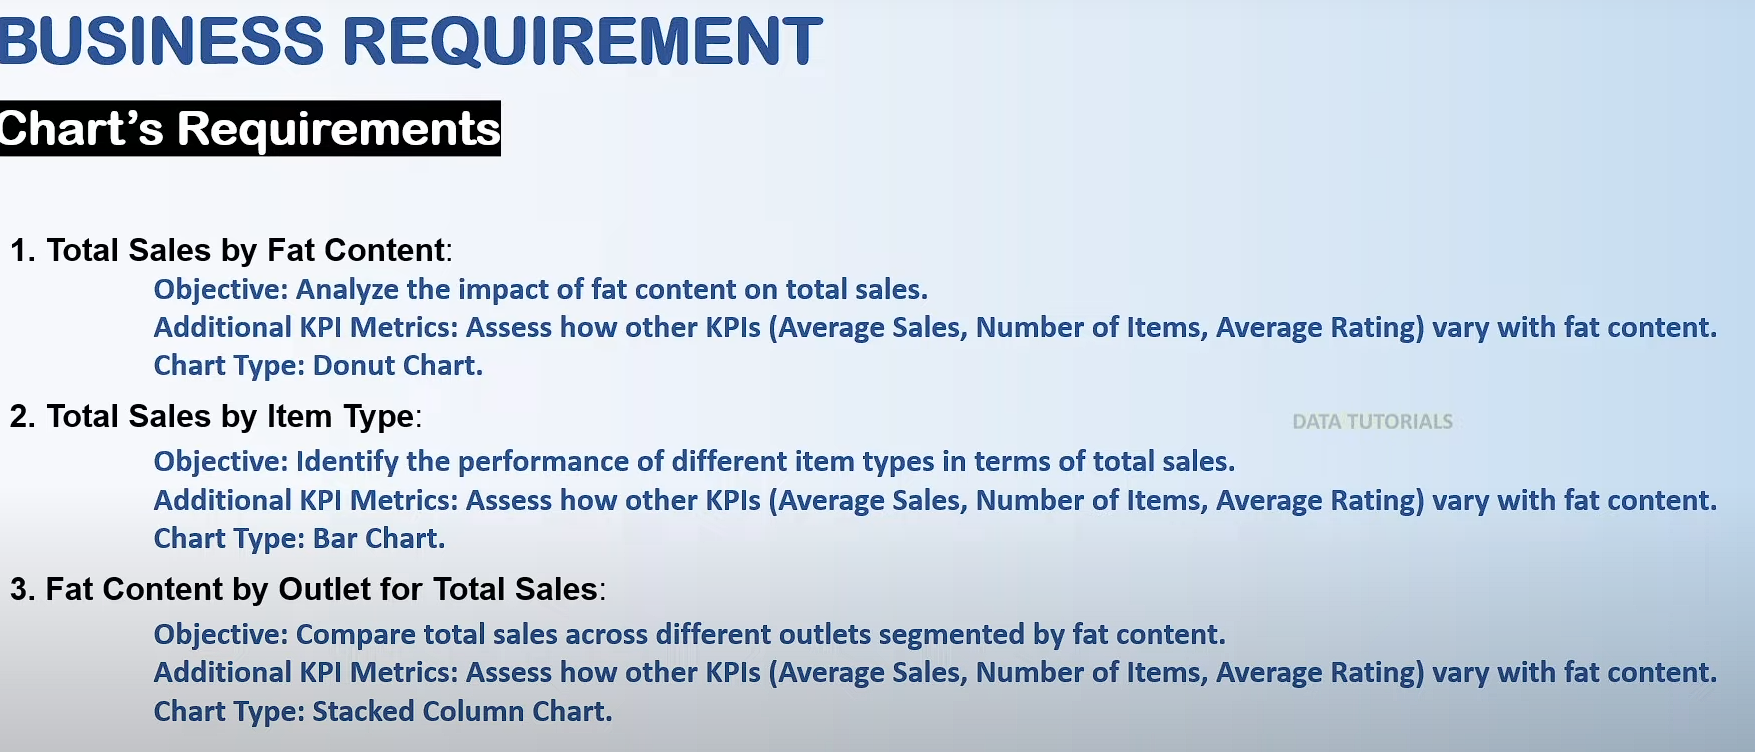 BUSINESS REQUIREMENT
Chart’s Requirements
1. Total Sales by Fat Content:
Objective: Analyze the impact of fat content on total sales.
Additional KPI Metrics: Assess how other KPIs (Average Sales, Number of Items, Average Rating) vary with fat content.
Chart Type: Donut Chart.
2. Total Sales by Item Type:
DATA TUTORIALS
Objective: Identify the performance of different item types in terms of total sales.
Additional KPI Metrics: Assess how other KPIs (Average Sales, Number of Items, Average Rating) vary with fat content.
Chart Type: Bar Chart.
3. Fat Content by Outlet for Total Sales:
Objective: Compare total sales across different outlets segmented by fat content.
Additional KPI Metrics: Assess how other KPIs (Average Sales, Number of Items, Average Rating) vary with fat content.
Chart Type: Stacked Column Chart.